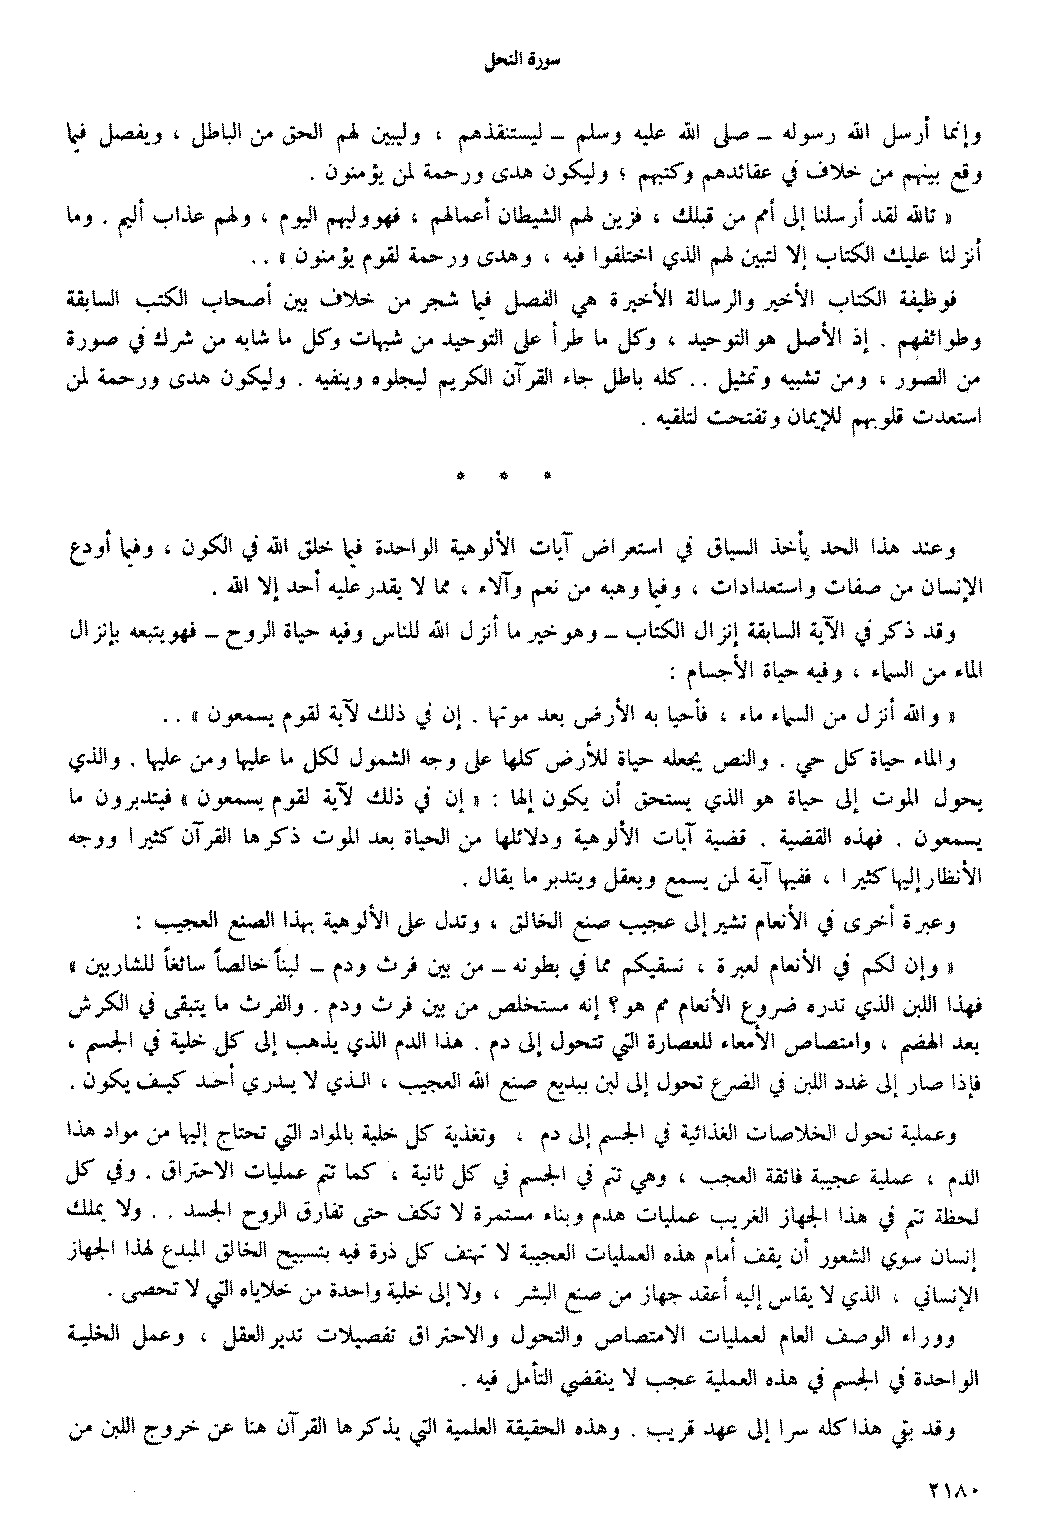 سورة النحل
وإنما أرسل الله رسوله – صلى الله عليه وسلم – ليستنقذهم ، وليبين لهم الحق من الباطل ، ويفصل فيما
وقع بينهم من خلاف في عقائدهم وكتبهم ؛ وليكون هدى ورحمة لمن يؤمنون .
« تالله لقد أرسلنا إلى أمم من قبلك ، فزين لهم الشيطان أعمالهم ، فهو وليهم اليوم ، ولهم عذاب أليم . وما
أنزلنا عليك الكتاب إلا لتبين لهم الذي اختلفوا فيه ، وهدى ورحمة لقوم يؤمنون » . .
فوظيفة الكتاب الأخير والرسالة الأخيرة هي الفصل فيما شجر من خلاف بين أصحاب الكتب السابقة
وطوائفهم . إذ الأصل هو التوحيد ، وكل ما طرأ على التوحيد من شبهات وكل ما شابه من شرك في صورة
من الصور ، ومن تشبيه وتمثيل . . كله باطل جاء القرآن الكريم ليجلوه وينفيه . وليكون هدى ورحمة لمن
استعدت قلوبهم للإيمان وتفتحت لتلقيه .
* * *
وعند هذا الحد يأخذ السياق في استعراض آيات الألوهية الواحدة فيما خلق الله في الكون ، وفيما أودع
الإنسان من صفات واستعدادات ، وفيما وهبه من نعم وآلاء ، مما لا يقدر عليه أحد إلا الله .
وقد ذكر في الآية السابقة إنزال الكتاب – وهو خير ما أنزل الله للناس وفيه حياة الروح – فهو يتبعه بإنزال
الماء من السماء ، وفيه حياة الأجسام :
« والله أنزل من السماء ماء ، فأحيا به الأرض بعد موتها . إن في ذلك لآية لقوم يسمعون » . .
والماء حياة كل حي . والنص يجعله حياة للأرض كلها على وجه الشمول لكل ما عليها ومن عليها . والذي
يحول الموت إلى حياة هو الذي يستحق أن يكون إلها : « إن في ذلك لآية لقوم يسمعون » فيتدبرون ما
يسمعون . فهذه القضية . قضية آيات الألوهية ودلائلها من الحياة بعد الموت ذكرها القرآن كثيرا ووجه
الأنظار إليها كثيرا ، ففيها آية لمن يسمع ويعقل ويتدبر ما يقال .
وعبرة أخرى في الأنعام تشير إلى عجيب صنع الخالق ، وتدل على الألوهية بهذا الصنع العجيب :
« وإن لكم في الأنعام لعبرة ، نسقيكم مما في بطونه – من بين فرث ودم – لبناً خالصاً سائغاً للشاربين »
فهذا اللبن الذي تدره ضروع الأنعام مم هو؟ إنه مستخلص من بين فرث ودم . والفرث ما يتبقى في الكرش
بعد الهضم ، وامتصاص الأمعاء للعصارة التي تتحول إلى دم . هذا الدم الذي يذهب إلى كل خلية في الجسم ،
فإذا صار إلى غدد اللبن في الضرع تحول إلى لبن ببديع صنع الله العجيب ، الذي لا يدري أحد كيف يكون .
وعملية تحول الخلاصات الغذائية في الجسم إلى دم ، وتغذية كل خلية بالمواد التي تحتاج إليها من مواد هذا
الدم ، عملية عجيبة فائقة العجب ، وهي تتم في الجسم في كل ثانية ، كما تتم عمليات الاحتراق . وفي كل
لحظة تتم في هذا الجهاز الغريب عمليات هدم وبناء مستمرة لا تكف حتى تفارق الروح الجسد . . ولا يملك
إنسان سوي الشعور أن يقف أمام هذه العمليات العجيبة لا تهتف كل ذرة فيه بتسبيح الخالق المبدع لهذا الجهاز
الإنساني ، الذي لا يقاس إليه أعقد جهاز من صنع البشر ، ولا إلى خلية واحدة من خلاياه التي لا تحصى .
ووراء الوصف العام لعمليات الامتصاص والتحول والاحتراق تفصيلات تدير العقل ، وعمل الخلية
الواحدة في الجسم في هذه العملية عجب لا ينقضي التأمل فيه .
وقد بقي هذا كله سرا إلى عهد قريب . وهذه الحقيقة العلمية التي يذكرها القرآن هنا عن خروج اللبن من
٢١٨٠